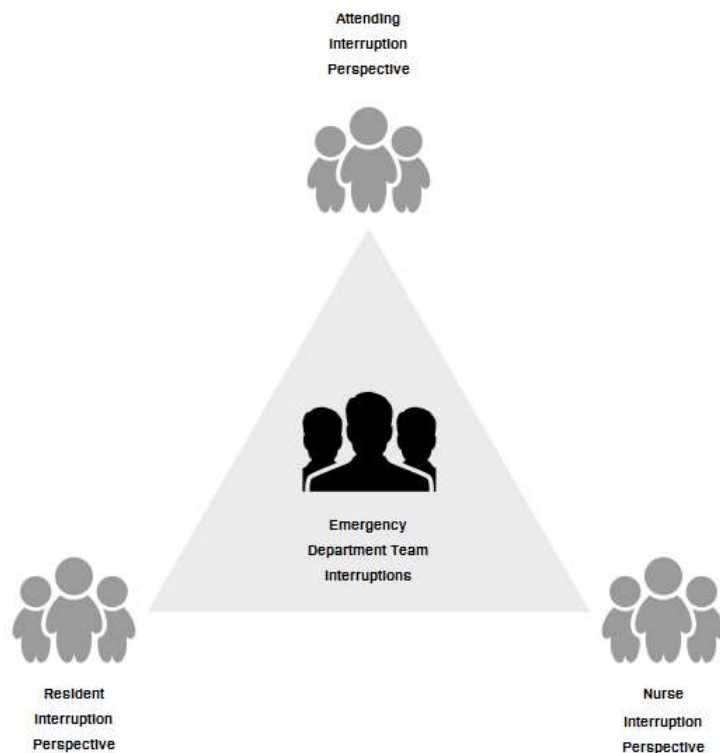 Attending
Interruption
Perspective
Emergency
Department Team
Interruptions
Resident
Interruption
Perspective
Nurse
Interruption
Perspective